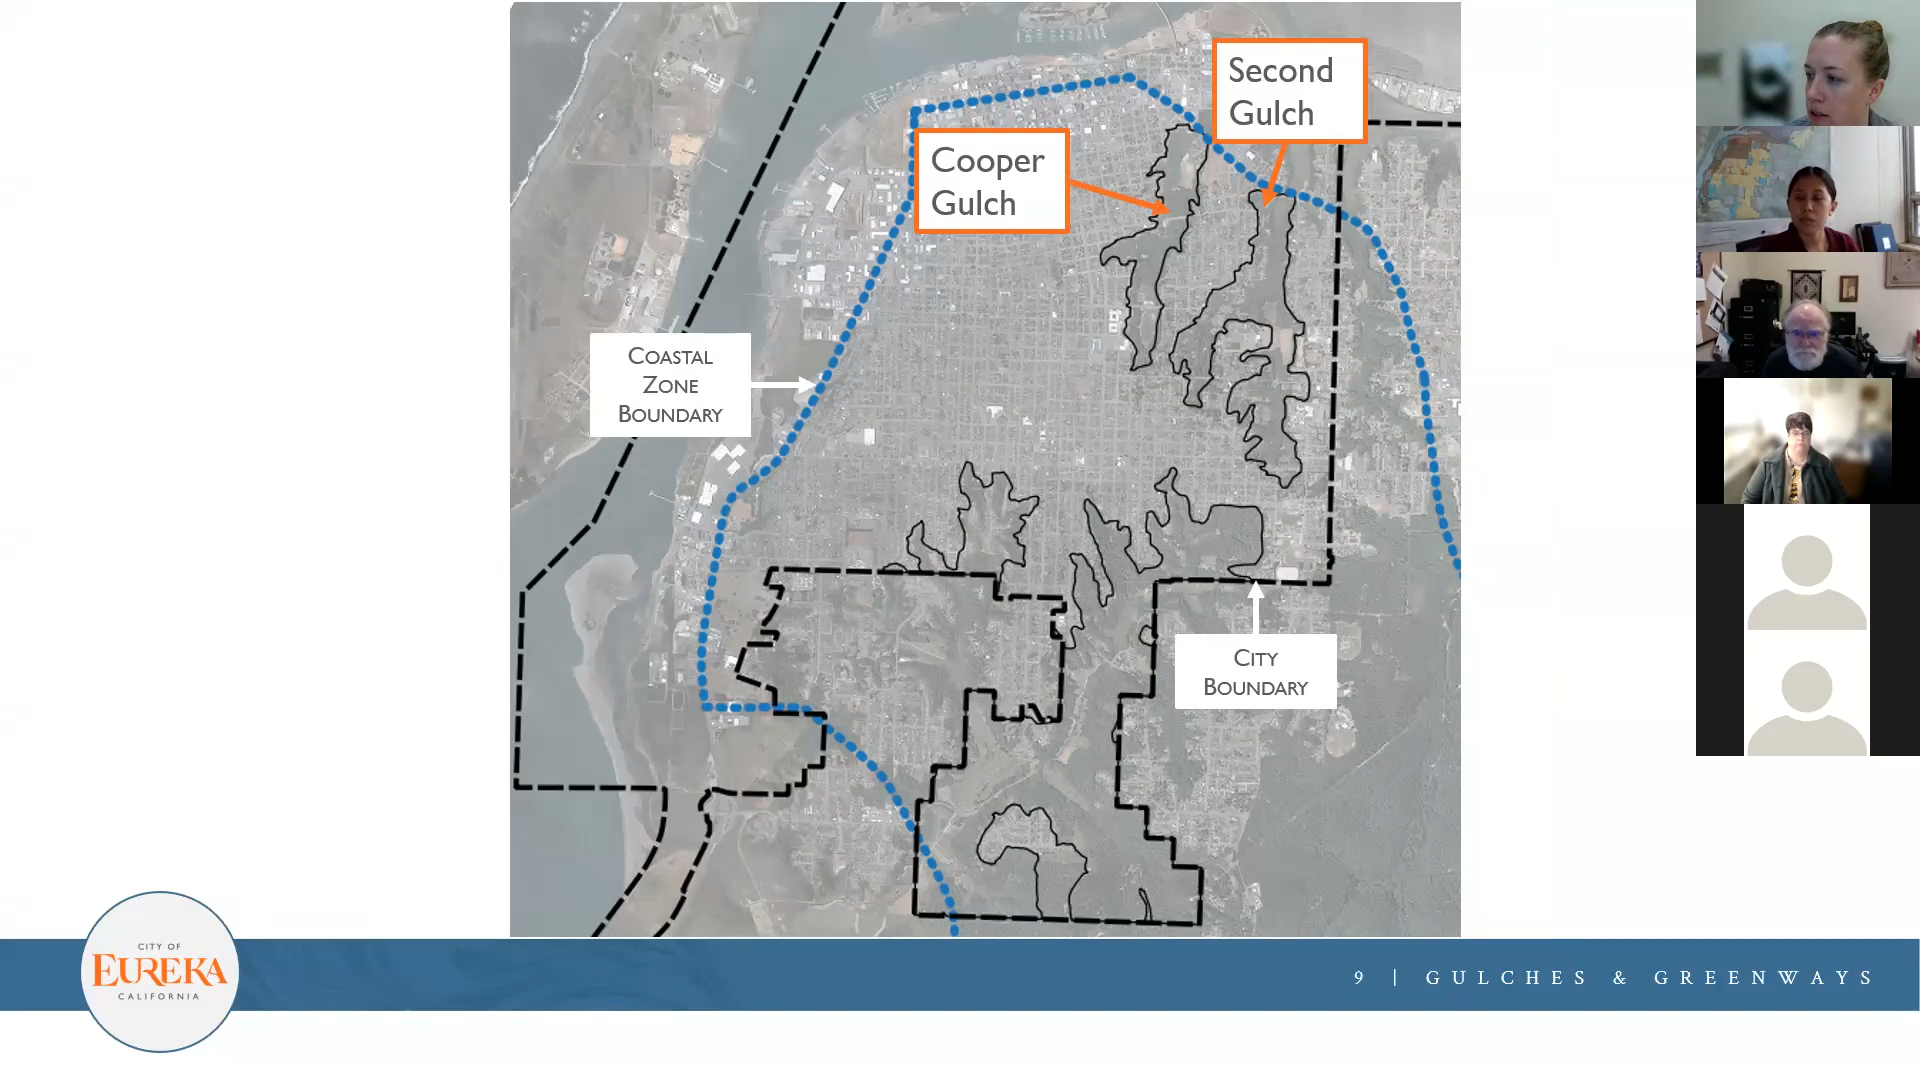 Second
Gulch
Cooper
Gulch
COASTAL
ZONE
BOUNDARY
CITY
BOUNDARY
CITY OF
EUREKA
CALIFORNIA
9 | GULCHES & GREENWAYS